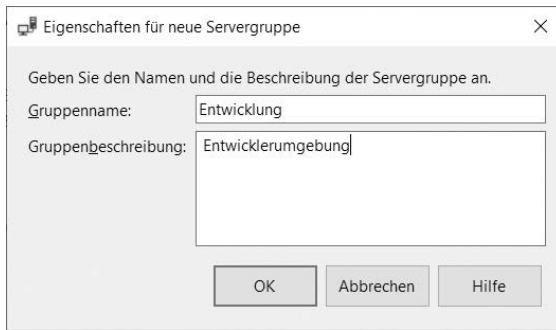 Eigenschaften für neue Servergruppe
Geben Sie den Namen und die Beschreibung der Servergruppe an.
Gruppenname: Entwicklung
Gruppenbeschreibung: Entwicklerumgebung
OK Abbrechen Hilfe